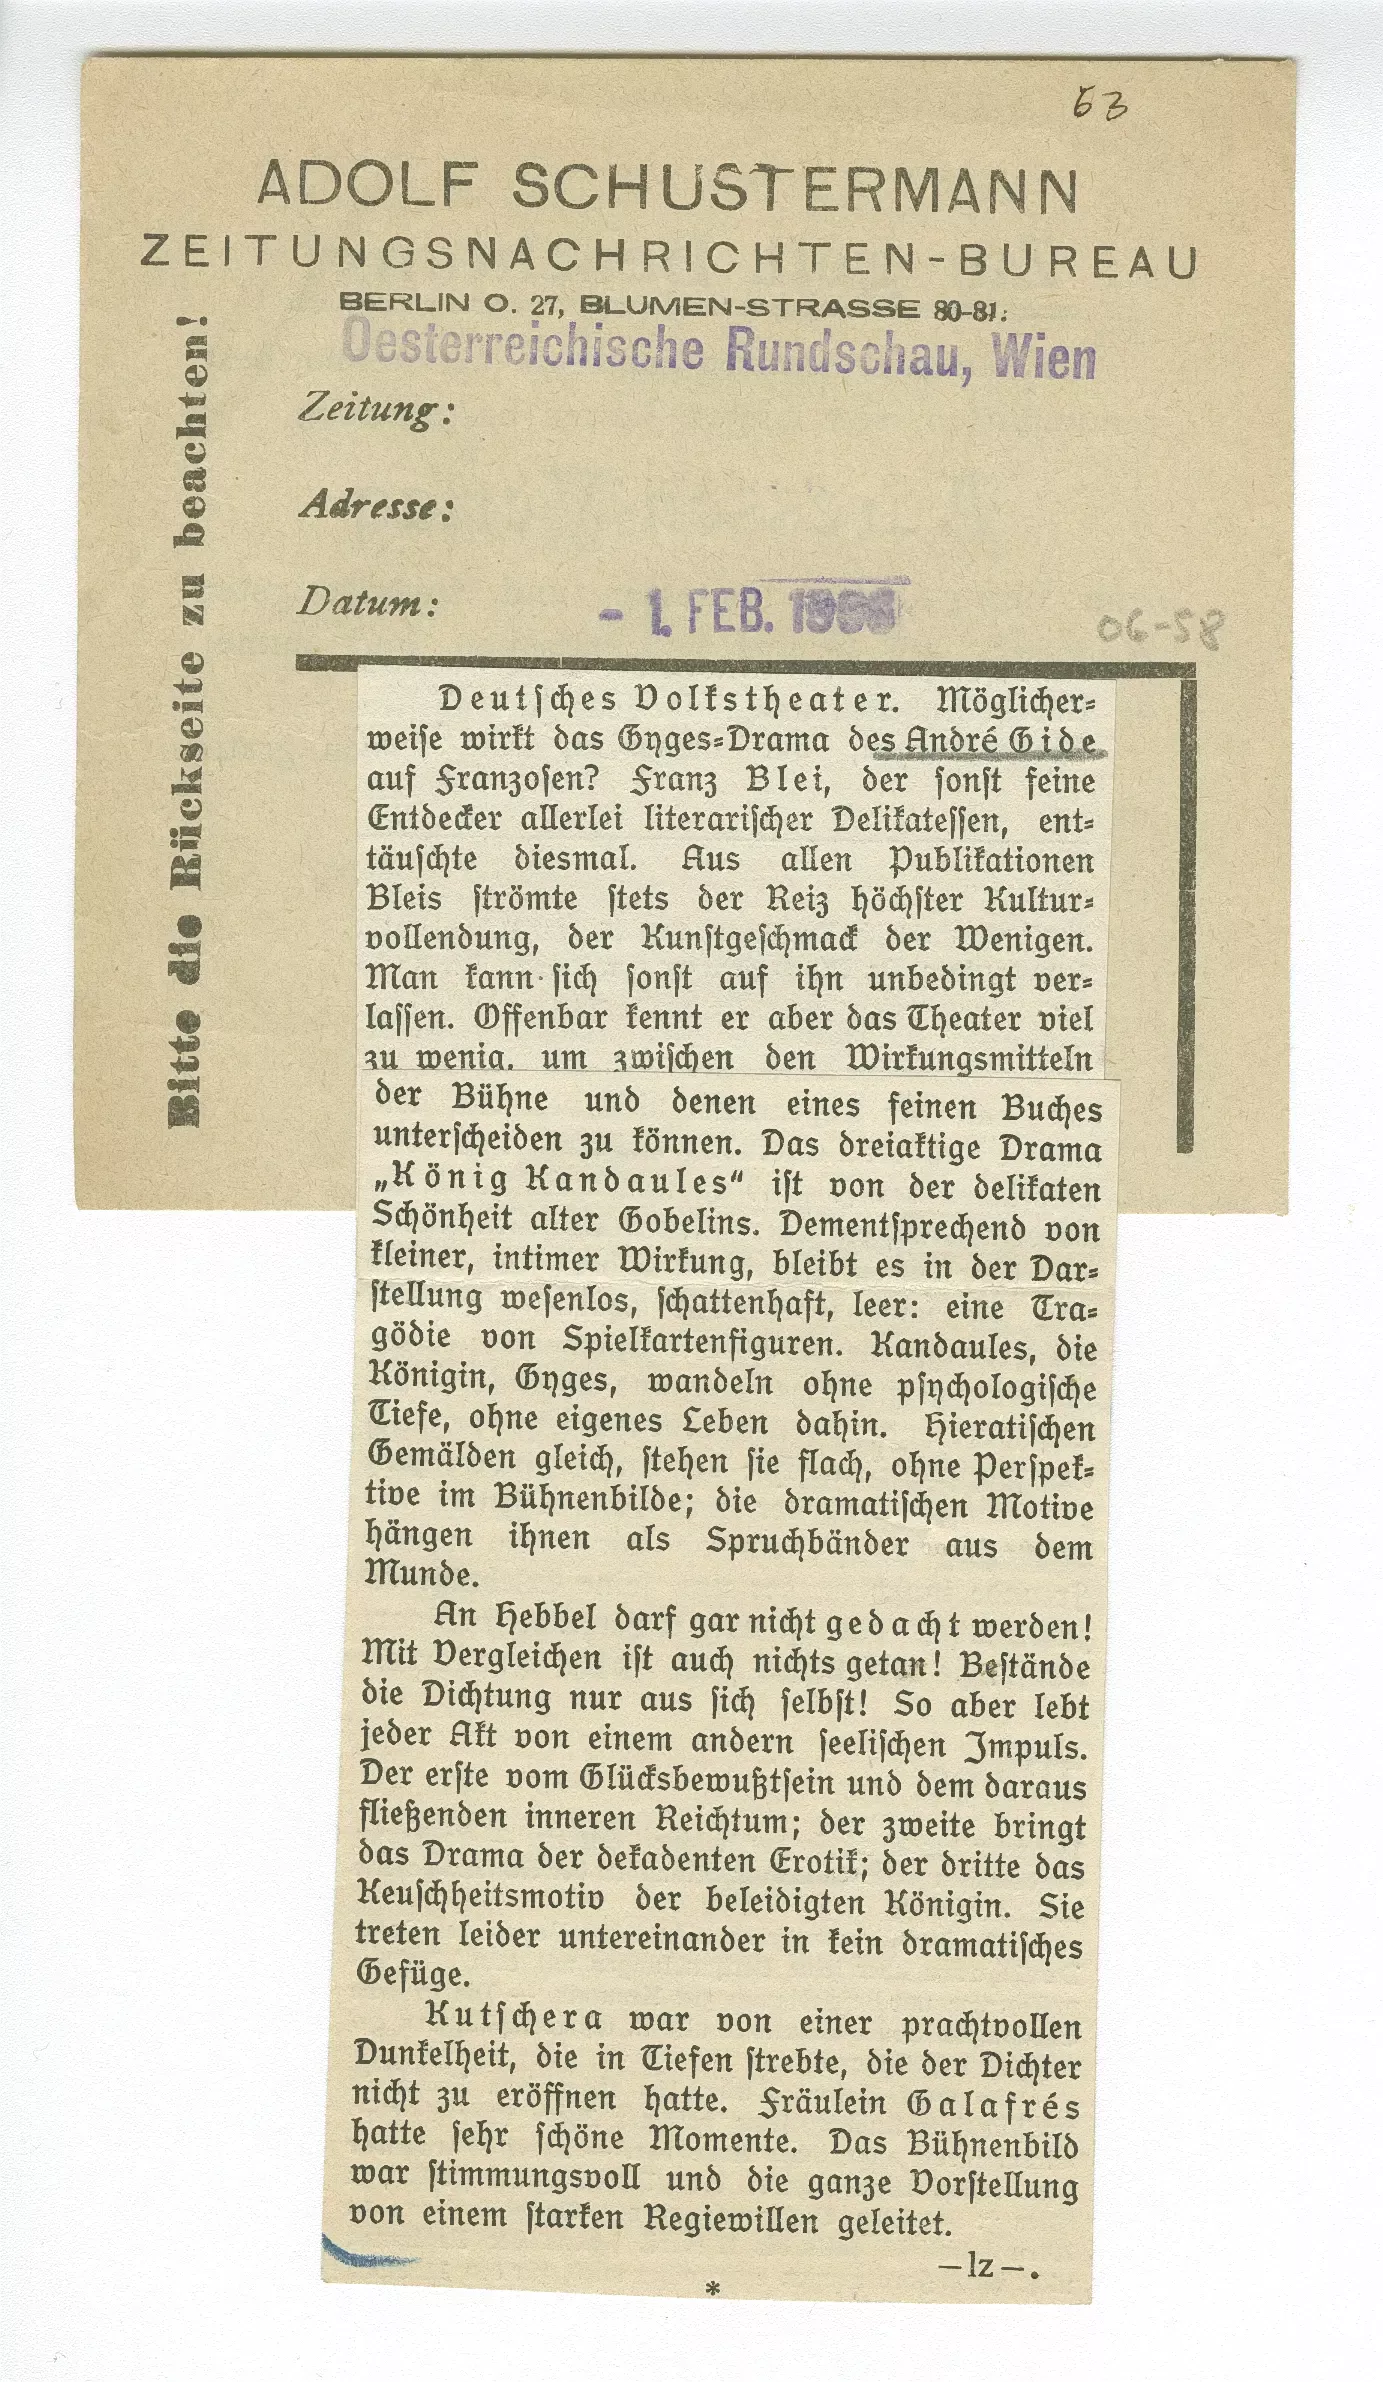 63
ADOLF SCHUSTERMANN
ZEITUNGSNACHRICHTEN-BUREAU
BERLIN O. 27, BLUMEN-STRASSE 80-81.
Oesterreichische Rundschau, Wien
Zeitung:
Adresse:
Datum:
- 1. FEB.
06-58
Bitte die Rückseite zu beachten!
Deutsches Volkstheater. Möglicher-
weise wirkt das Gyges-Drama des André Gide
auf Franzosen? Franz Blei, der sonst feine
Entdecker allerlei literarischer Delikatessen, ent-
täuschte diesmal. Aus allen Publikationen
Bleis strömte stets der Reiz höchster Kultur-
vollendung, der Kunstgeschmack der Wenigen.
Man kann sich sonst auf ihn unbedingt ver-
lassen. Offenbar kennt er aber das Theater viel
zu wenig, um zwischen den Wirkungsmitteln
der Bühne und denen eines feinen Buches
unterscheiden zu können. Das dreiaktige Drama
„König Kandaules“ ist von der delikaten
Schönheit alter Gobelins. Dementsprechend von
kleiner, intimer Wirkung, bleibt es in der Dar-
stellung wesenlos, schattenhaft, leer: eine Tra-
gödie von Spielkartenfiguren. Kandaules, die
Königin, Gyges, wandeln ohne psychologische
Tiefe, ohne eigenes Leben dahin. Hieratischen
Gemälden gleich, stehen sie flach, ohne Perspek-
tive im Bühnenbilde; die dramatischen Motive
hängen ihnen als Spruchbänder aus dem
Munde.
An Hebbel darf gar nicht gedacht werden!
Mit Vergleichen ist auch nichts getan! Bestände
die Dichtung nur aus sich selbst! So aber lebt
jeder Akt von einem andern seelischen Impuls.
Der erste vom Glücksbewußtsein und dem daraus
fließenden inneren Reichtum; der zweite bringt
das Drama der dekadenten Erotik; der dritte das
Keuschheitsmotiv der beleidigten Königin. Sie
treten leider untereinander in kein dramatisches
Gefüge.
Kutschera war von einer prachtvollen
Dunkelheit, die in Tiefen strebte, die der Dichter
nicht zu eröffnen hatte. Fräulein Galafrés
hatte sehr schöne Momente. Das Bühnenbild
war stimmungsvoll und die ganze Vorstellung
von einem starken Regiewillen geleitet.
—lz—.
*